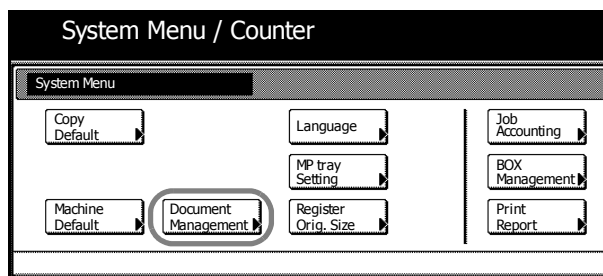 System Menu / Counter
System Menu
Copy
Default
Language
Job
Accounting
MP tray
Setting
BOX
Management
Machine
Default
Document
Management
Register
Orig. Size
Print
Report